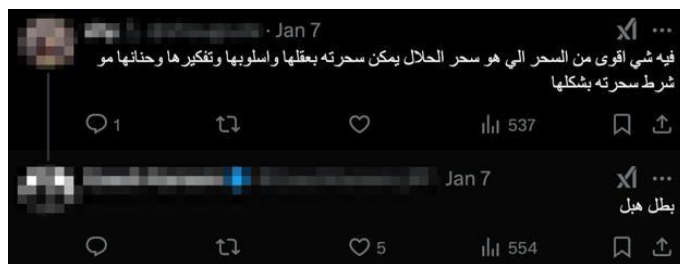 · Jan 7
فيه شي اقوى من السحر الي هو سحر الحلال يمكن سحرته بعقلها واسلوبها وتفكيرها وحنانها مو
شرط سحرته بشكلها
1 537
Jan 7
بطل هبل
5 554